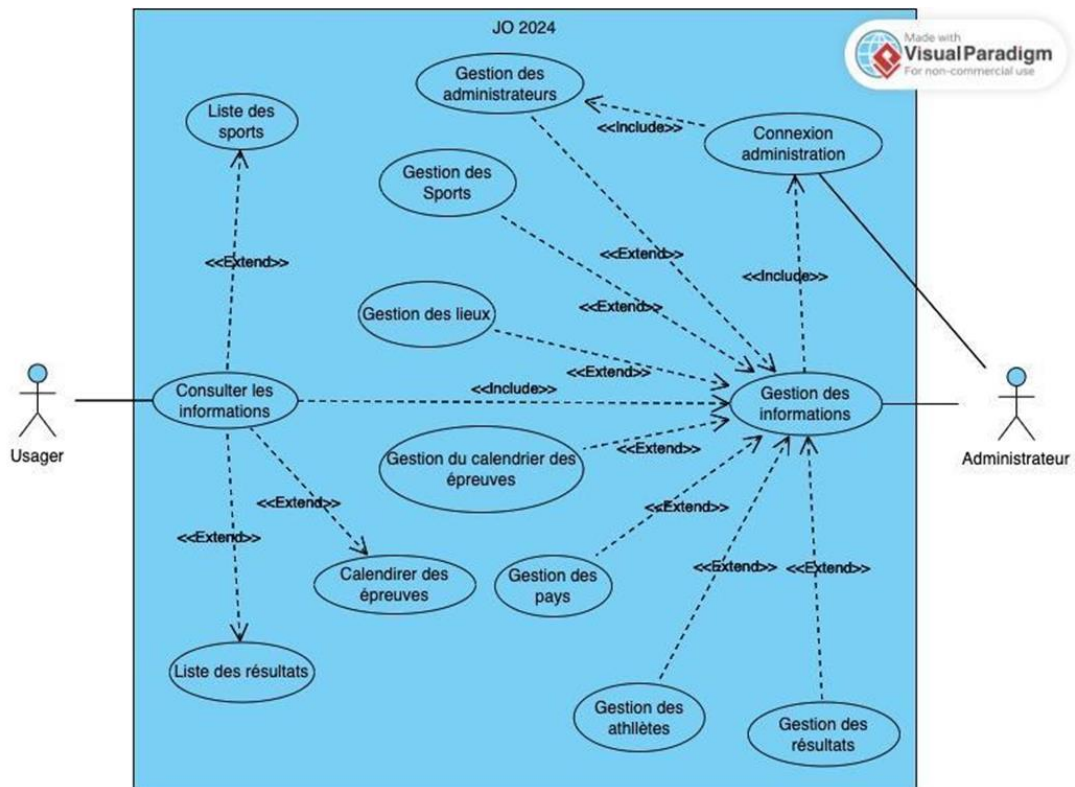 JO 2024
Made with
Visual Paradigm
For non-commercial use
Gestion des
administrateurs
Liste des
sports
<<Include>>
Connexion
administration
Gestion des
Sports
<<Extend>>
<<Extend>>
<<Include>>
<<Extend>>
Gestion des lieux
<<Extend>>
Usager
Consulter les
informations
<<Include>>
Gestion des
informations
Administrateur
Gestion du calendrier des
épreuves
<<Extend>>
<<Extend>>
<<Extend>>
<<Extend>>
Calendirer des
épreuves
Gestion des
pays
<<Extend>>
<<Extend>>
Liste des résultats
Gestion des
athllètes
Gestion des
résultats